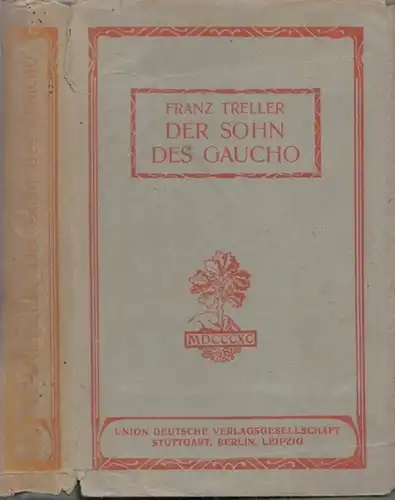 FRANZ TRELLER
DER SOHN
DES GAUCHO
MDCCCXC
UNION DEUTSCHE VERLAGSGESELLSCHAFT
STUTTGART, BERLIN, LEIPZIG